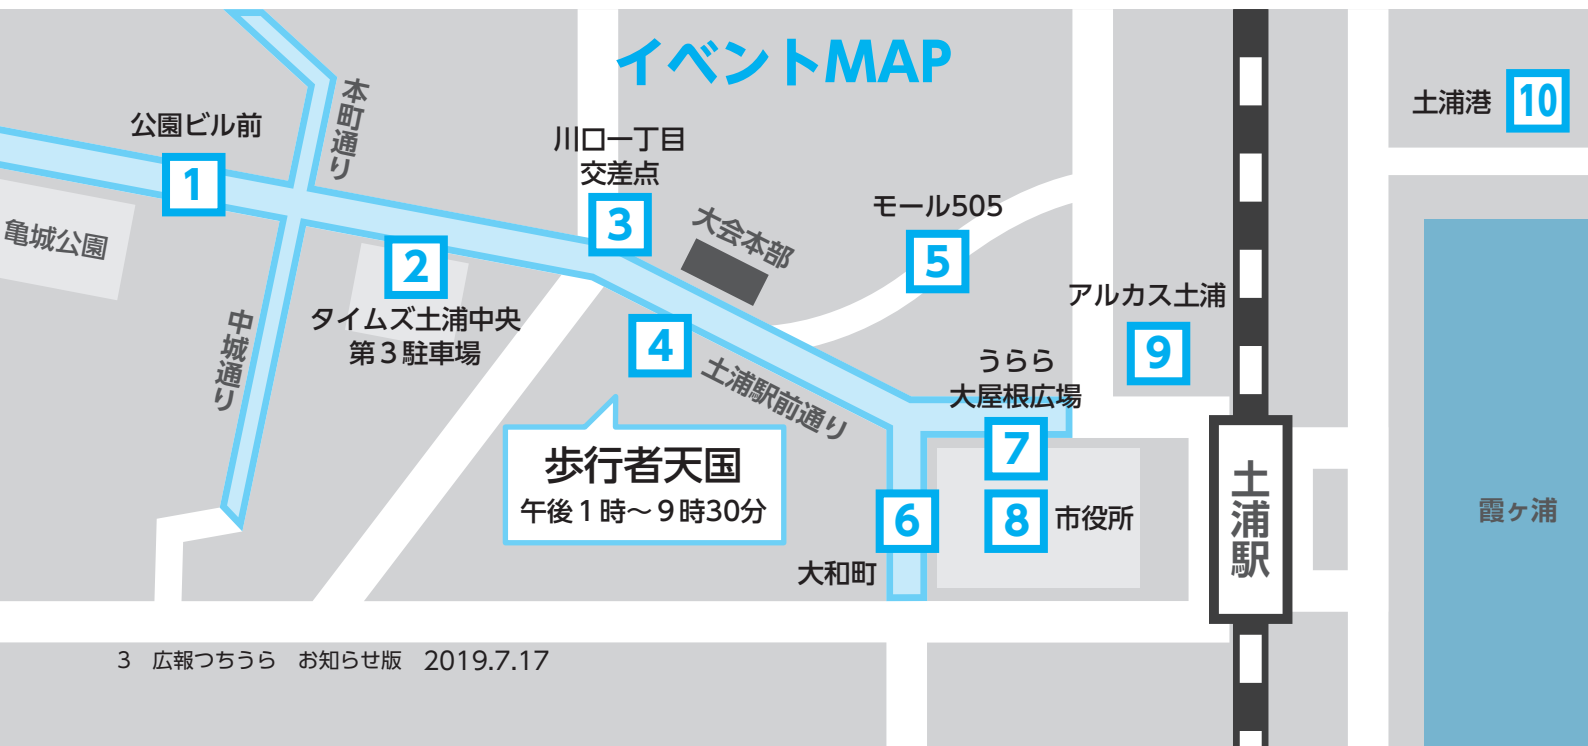 イベントMAP
本町通り
公園ビル前
1
亀城公園
中城通り
2
タイムズ土浦中央
第3駐車場
川口一丁目
交差点
3
大会本部
4
土浦駅前通り
モール505
5
歩行者天国
午後1時～9時30分
6
大和町
うらら
大屋根広場
7
8
市役所
アルカス土浦
9
土浦駅
土浦港
10
霞ヶ浦
3 広報つちうら お知らせ版 2019.7.17